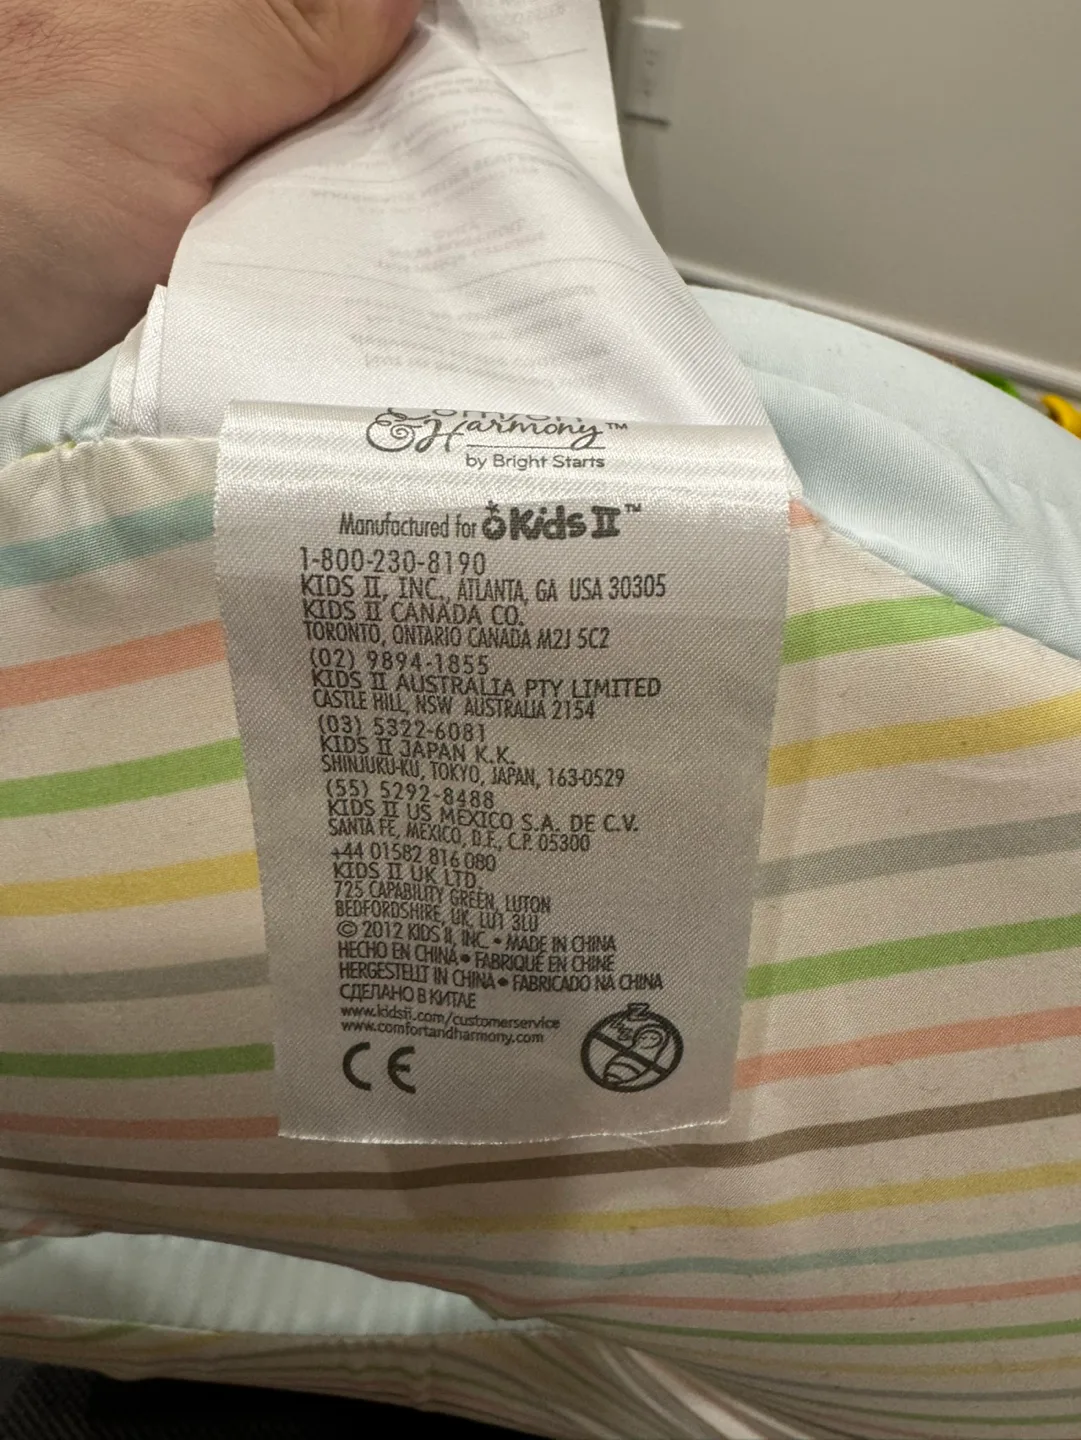 & Harmony™
by Bright Starts
Manufactured for Kids II™
1-800-230-8190
KIDS II, INC., ATLANTA, GA USA 30305
KIDS II CANADA CO.
TORONTO, ONTARIO CANADA M2J 5C2
(02) 9894-1855
KIDS II AUSTRALIA PTY LIMITED
CASTLE HILL, NSW AUSTRALIA 2154
(03) 5322-6081
KIDS II JAPAN K.K.
SHINJUKU-KU, TOKYO, JAPAN, 163-0529
(55) 5292-8488
KIDS II US MEXICO S.A. DE C.V.
SANTA FE, MEXICO, D.F., C.P. 05300
+44 01582 816 080
KIDS II UK LTD.
725 CAPABILITY GREEN, LUTON
BEDFORDSHIRE, UK, LU1 3LU
© 2012 KIDS II, INC. • MADE IN CHINA
HECHO EN CHINA • FABRIQUÉ EN CHINE
HERGESTELLT IN CHINA • FABRICADO NA CHINA
СДЕЛАНО В КИТАЕ
www.kidsii.com/customerservice
www.comfortandharmony.com
CE